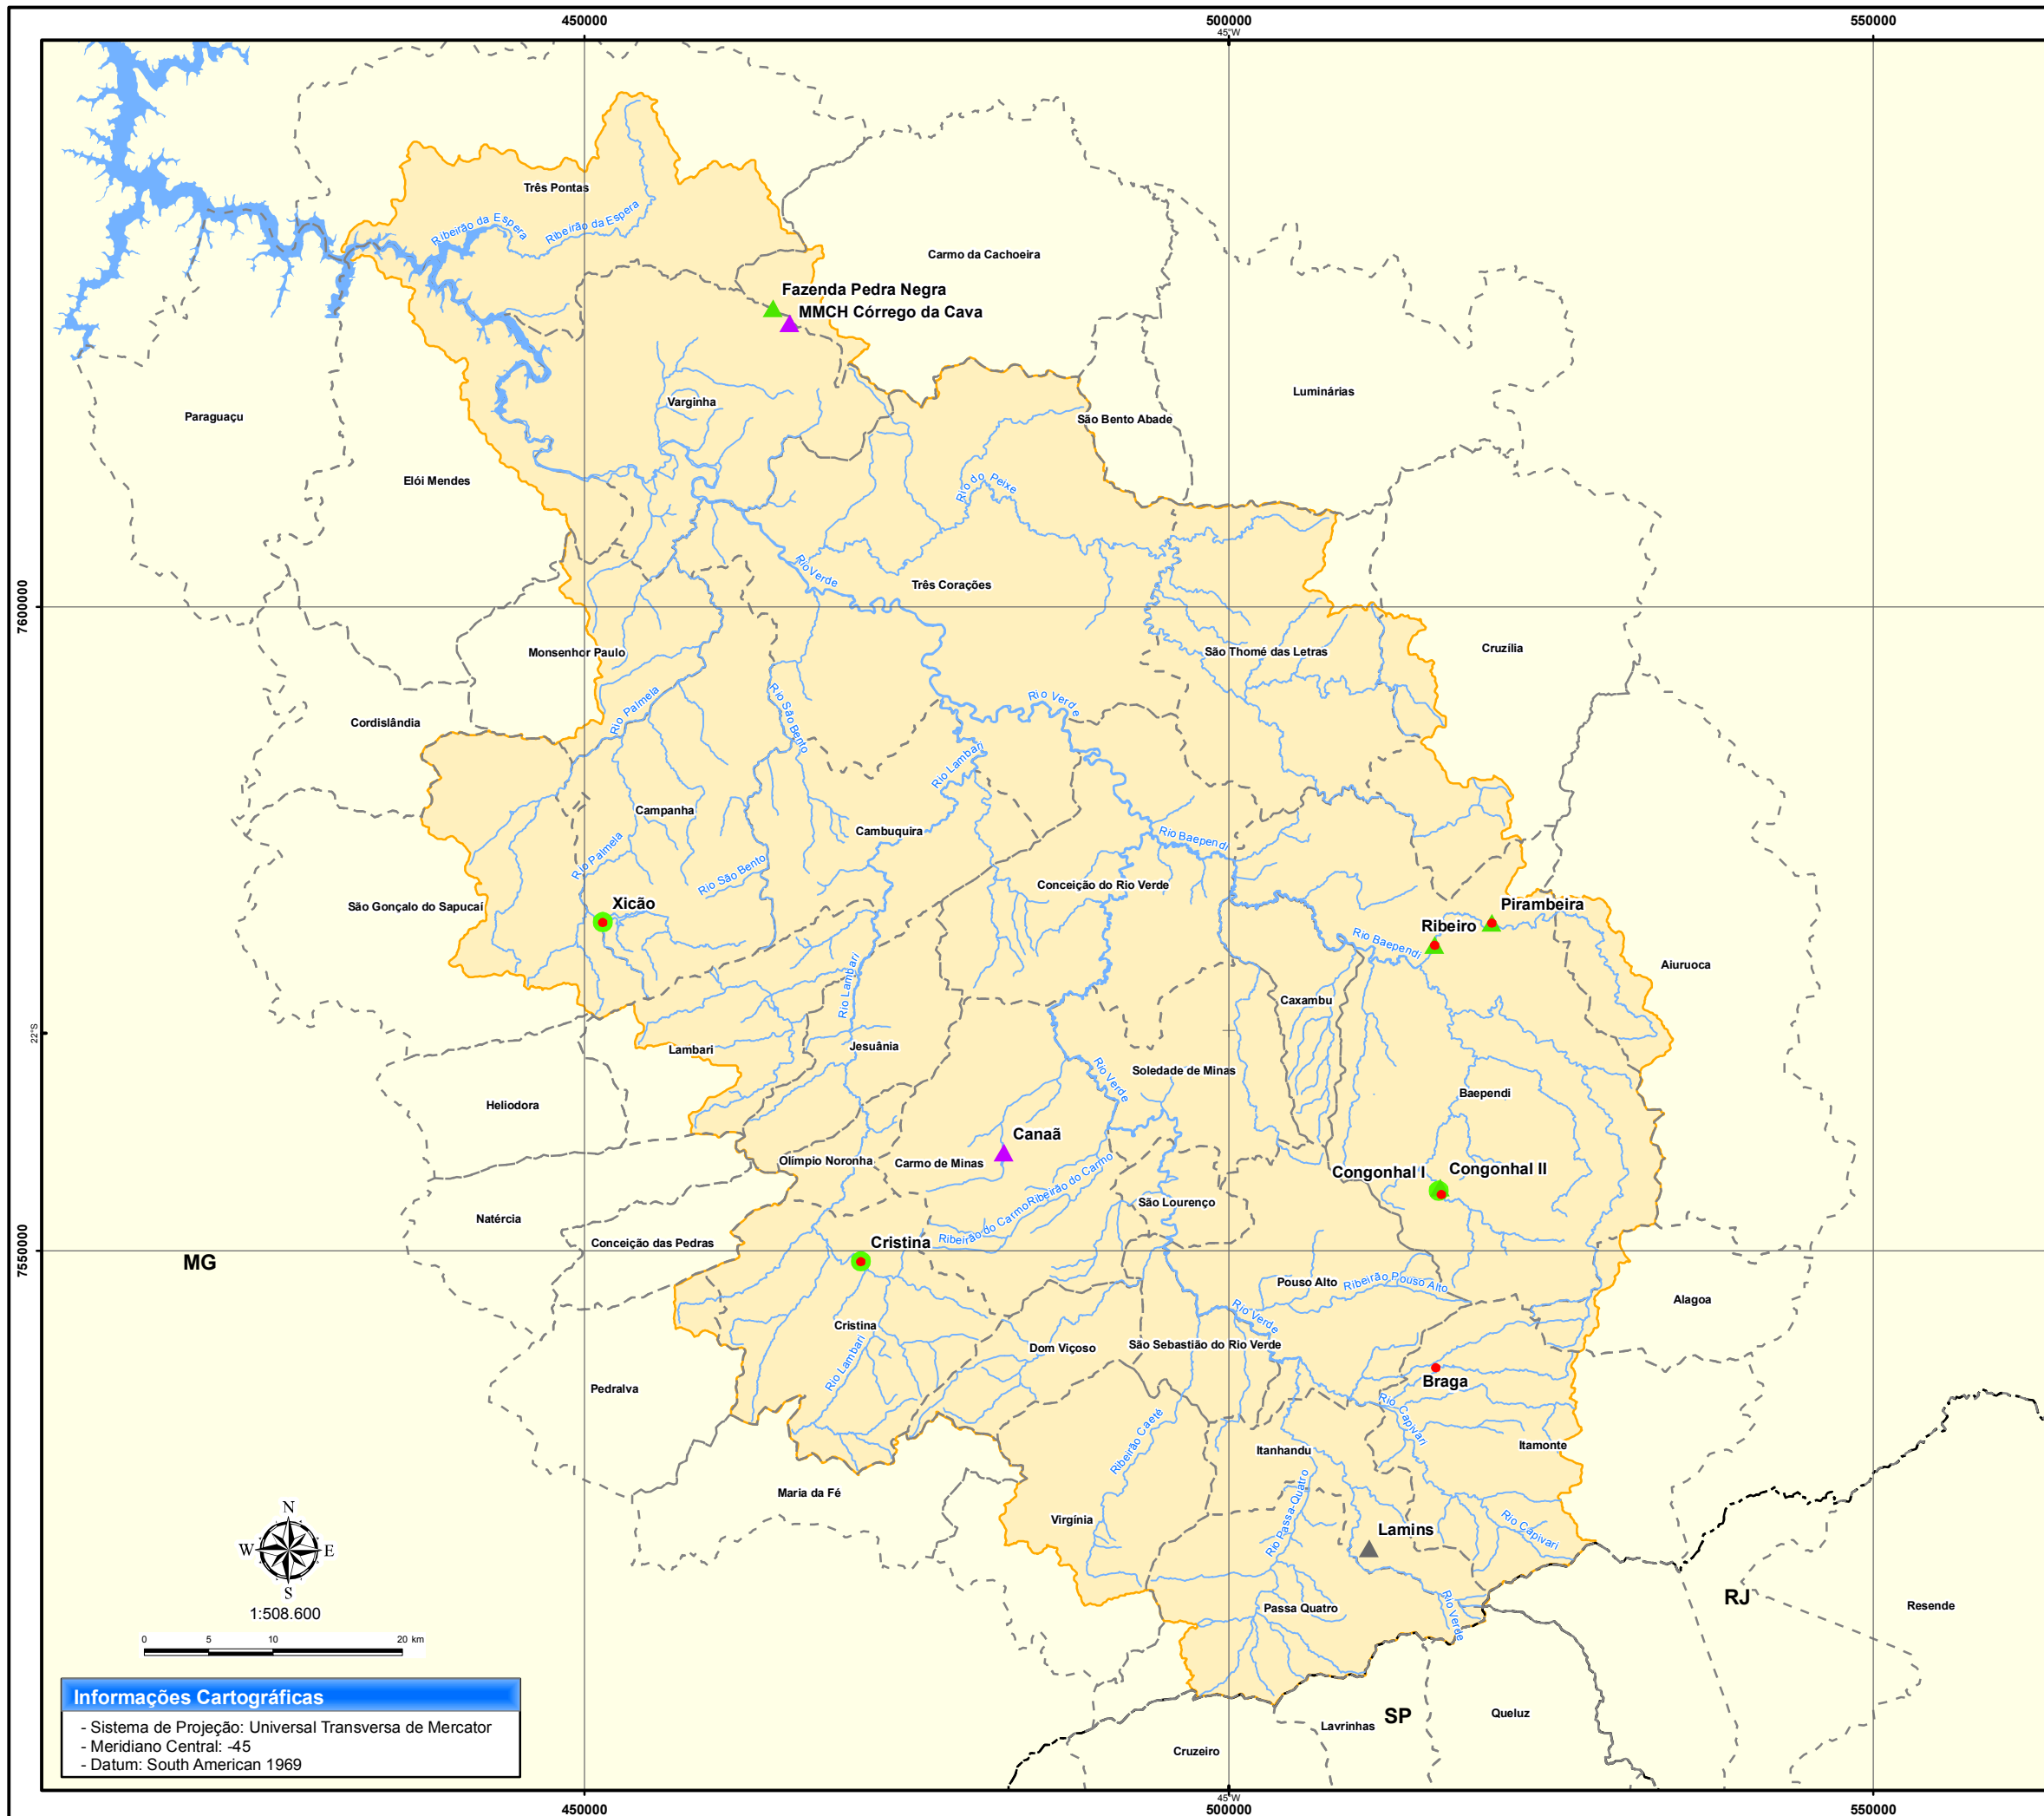 450000
500000
550000
45°W
Três Pontas
Ribeirão da Espera
Ribeirão da Espera
Carmo da Cachoeira
Fazenda Pedra Negra
MMCH Córrego da Cava
Luminárias
Varginha
Paraguaçu
São Bento Abade
Elói Mendes
Rio do Peixe
Rio Verde
Três Corações
7600000
Monsenhor Paulo
São Thomé das Letras
Cruzília
Rio Palmela
Rio São Bento
Rio Verde
Cordislândia
Rio Lambari
Campanha
Cambuquira
Rio Baependi
Rio Palmela
Rio São Bento
Conceição do Rio Verde
São Gonçalo do Sapucaí
Xicão
Pirambeira
Ribeiro
Rio Baependi
Aiuruoca
Rio Lambari
Caxambu
22°S
Lambari
Jesuânia
Rio Verde
Soledade de Minas
Baependi
Heliodora
Canaã
Olímpio Noronha
Carmo de Minas
Ribeirão do Carmo
Ribeirão do Carmo
Congonhal I
Congonhal II
São Lourenço
Natércia
Conceição das Pedras
Cristina
7550000
MG
Pouso Alto
Ribeirão Pouso Alto
Alagoa
Rio Verde
Cristina
Dom Viçoso
São Sebastião do Rio Verde
Rio Lambari
Braga
Pedralva
Rio Capivari
Ribeirão Caeté
Itanhandu
Itamonte
Maria da Fé
Virgínia
Rio Passa-Quatro
Lamins
Rio Capivari
N
W
E
S
1:508.600
RJ
Resende
Passa Quatro
Rio Verde
0
5
10
20 km
Informações Cartográficas
- Sistema de Projeção: Universal Transversa de Mercator
- Meridiano Central: -45
- Datum: South American 1969
SP
Lavrinhas
Queluz
Cruzeiro
45°W
450000
500000
550000